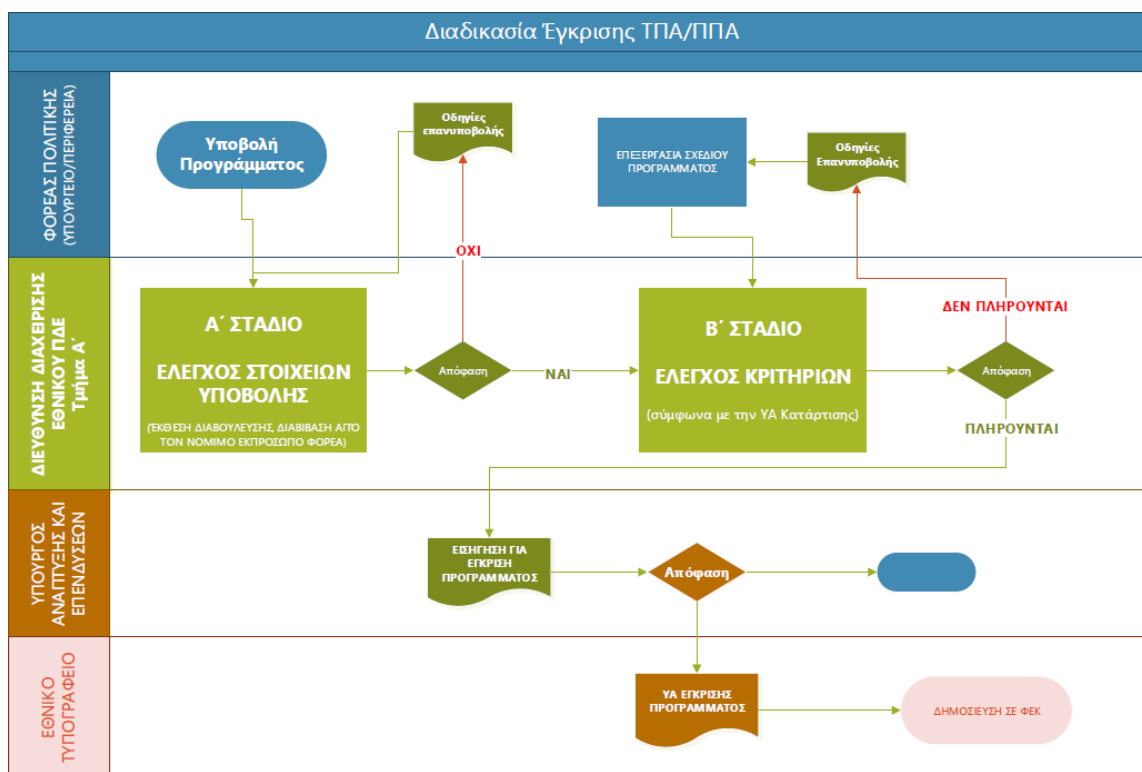 Διαδικασία Έγκρισης ΤΠΑ/ΠΠΑ
ΦΟΡΕΑΣ ΠΟΛΙΤΙΚΗΣ
(ΥΠΟΥΡΓΕΙΟ/ΠΕΡΙΦΕΡΕΙΑ)
Υποβολή
Προγράμματος
Οδηγίες
επανυποβολής
ΕΠΕΞΕΡΓΑΣΙΑ ΣΧΕΔΙΟΥ
ΠΡΟΓΡΑΜΜΑΤΟΣ
Οδηγίες
Επανυποβολής
ΔΙΕΥΘΥΝΣΗ ΔΙΑΧΕΙΡΙΣΗΣ
ΕΘΝΙΚΟΥ ΠΔΕ
Τμήμα Α΄
Α΄ ΣΤΑΔΙΟ
ΕΛΕΓΧΟΣ ΣΤΟΙΧΕΙΩΝ
ΥΠΟΒΟΛΗΣ
(ΈΚΘΕΣΗ ΔΙΑΒΟΥΛΕΥΣΗΣ, ΔΙΑΒΙΒΑΣΗ ΑΠΟ
ΤΟΝ ΝΟΜΙΜΟ ΕΚΠΡΟΣΩΠΟ ΦΟΡΕΑ)
ΟΧΙ
Απόφαση
ΝΑΙ
Β΄ ΣΤΑΔΙΟ
ΕΛΕΓΧΟΣ ΚΡΙΤΗΡΙΩΝ
(σύμφωνα με την ΥΑ Κατάρτισης)
ΔΕΝ ΠΛΗΡΟΥΝΤΑΙ
Απόφαση
ΠΛΗΡΟΥΝΤΑΙ
ΥΠΟΥΡΓΟΣ
ΑΝΑΠΤΥΞΗΣ ΚΑΙ
ΕΠΕΝΔΥΣΕΩΝ
ΕΙΣΗΓΗΣΗ ΓΙΑ
ΕΓΚΡΙΣΗ
ΠΡΟΓΡΑΜΜΑΤΟΣ
Απόφαση
ΕΘΝΙΚΟ
ΤΥΠΟΓΡΑΦΕΙΟ
ΥΑ ΕΓΚΡΙΣΗΣ
ΠΡΟΓΡΑΜΜΑΤΟΣ
ΔΗΜΟΣΙΕΥΣΗ ΣΕ ΦΕΚ